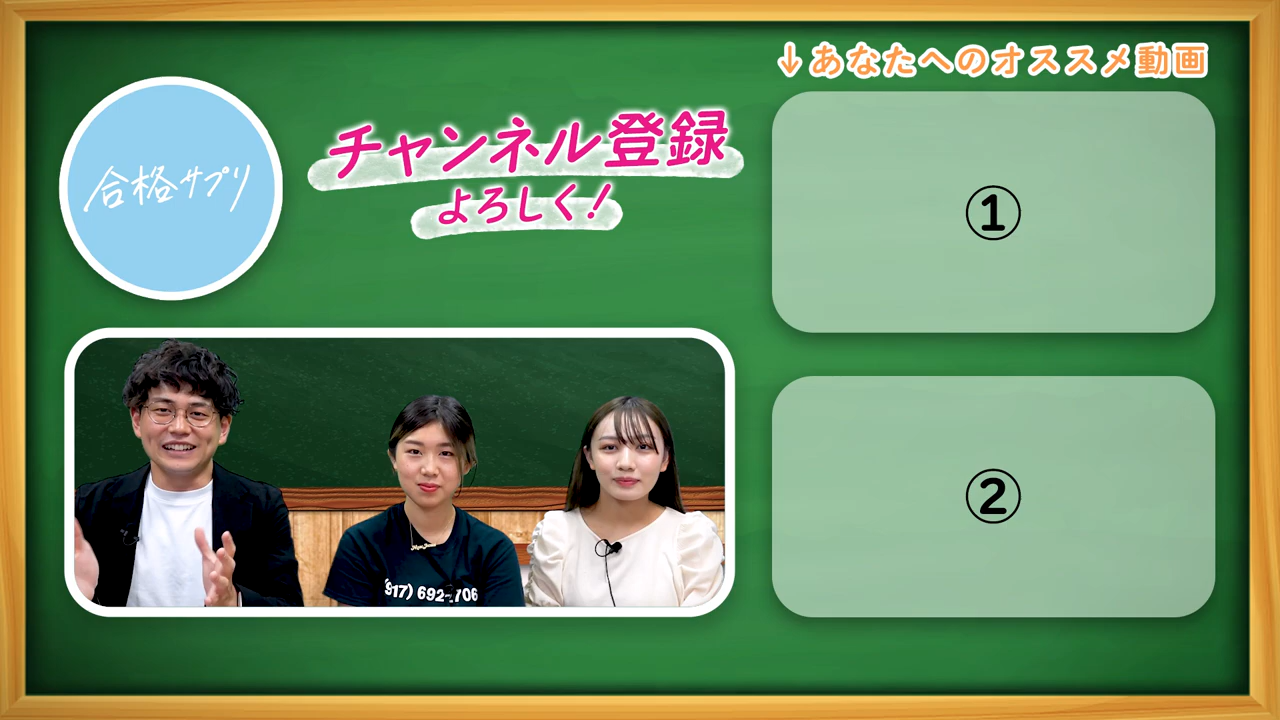 合格サプリ
チャンネル登録
よろしく!
↓あなたへのオススメ動画
①
②